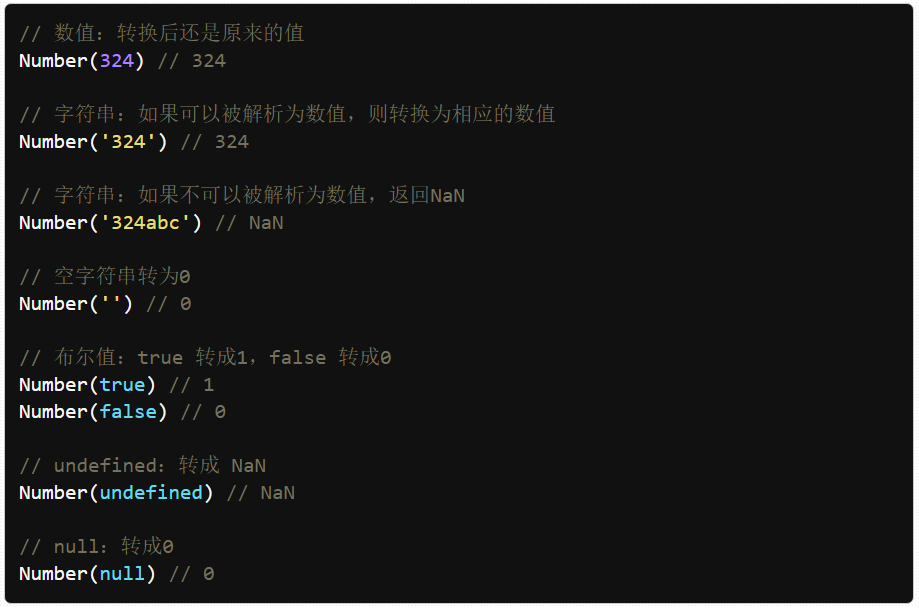 // 数值：转换后还是原来的值
Number(324) // 324
// 字符串：如果可以被解析为数值，则转换为相应的数值
Number('324') // 324
// 字符串：如果不可以被解析为数值，返回NaN
Number('324abc') // NaN
// 空字符串转为0
Number('') // 0
// 布尔值：true 转成1，false 转成0
Number(true) // 1
Number(false) // 0
// undefined：转成 NaN
Number(undefined) // NaN
// null：转成0
Number(null) // 0